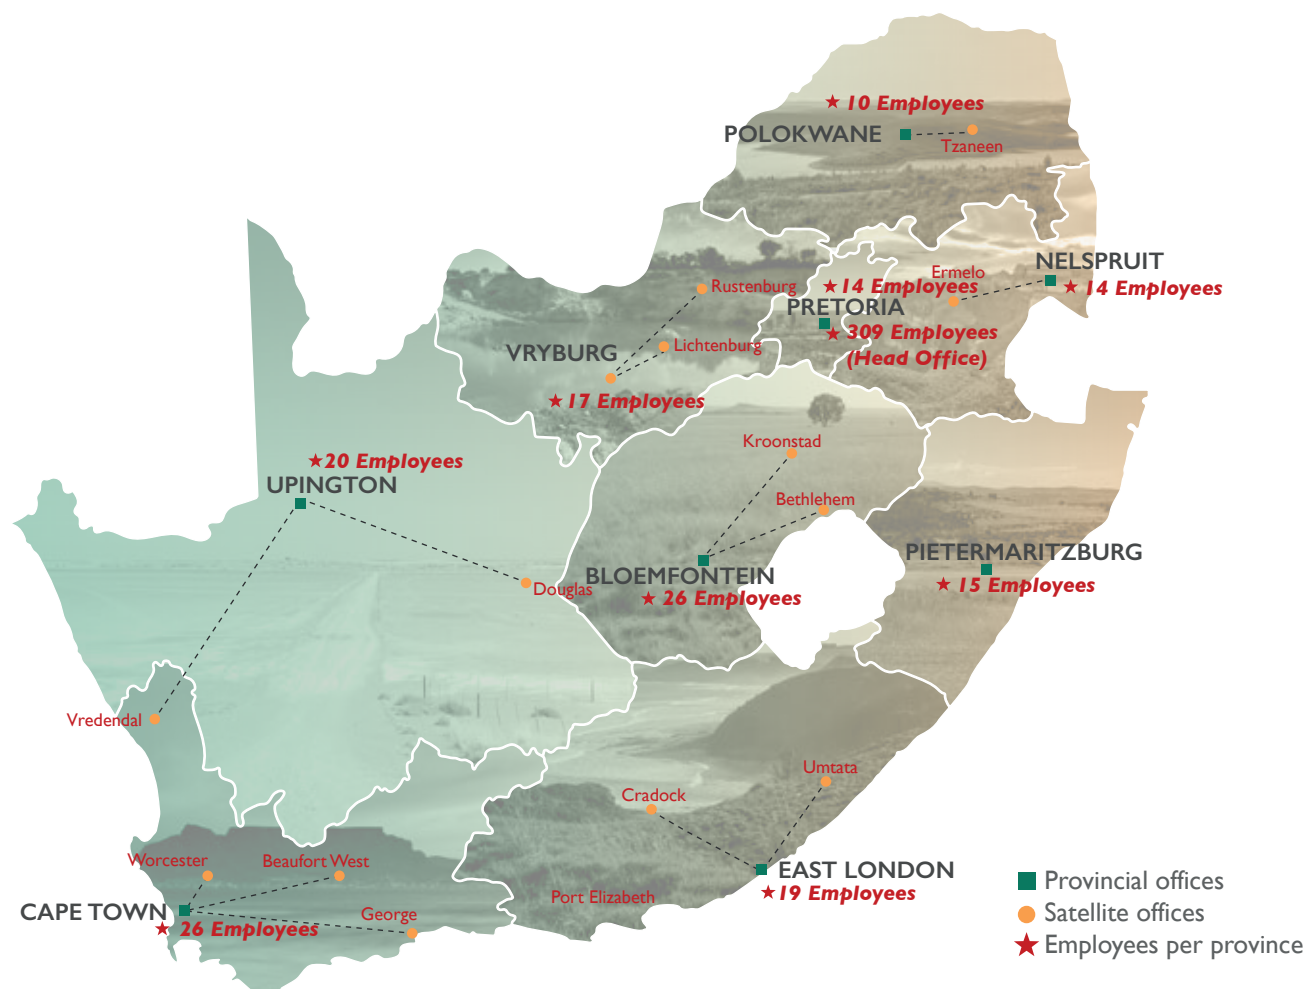 10 Employees
POLOKWANE
Tzaneen
NELSPRUIT
Ermelo
14 Employees
Rustenburg
14 Employees
PRETORIA
309 Employees
(Head Office)
Lichtenburg
VRYBURG
17 Employees
Kroonstad
20 Employees
UPINGTON
Bethlehem
PIETERMARITZBURG
15 Employees
BLOEMFONTEIN
26 Employees
Douglas
Vredendal
Umtata
Cradock
Worcester
Beaufort West
EAST LONDON
19 Employees
Port Elizabeth
George
CAPE TOWN
26 Employees
Provincial offices
Satellite offices
Employees per province